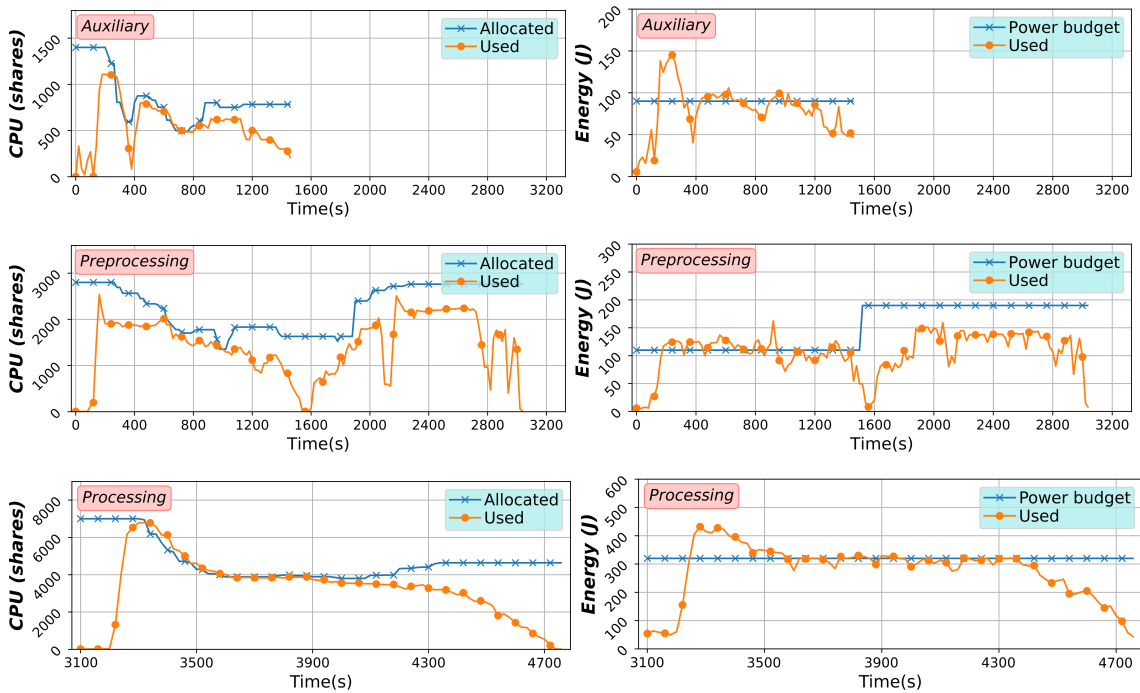 Auxiliary
Allocated
Used
CPU (shares)
0
500
1000
1500
0 400 800 1200 1600 2000 2400 2800 3200
Time(s)
Auxiliary
Power budget
Used
Energy (J)
0
50
100
150
200
0 400 800 1200 1600 2000 2400 2800 3200
Time(s)
Preprocessing
Allocated
Used
CPU (shares)
0
1000
2000
3000
0 400 800 1200 1600 2000 2400 2800 3200
Time(s)
Preprocessing
Power budget
Used
Energy (J)
0
50
100
150
200
250
300
0 400 800 1200 1600 2000 2400 2800 3200
Time(s)
Processing
Allocated
Used
CPU (shares)
0
2000
4000
6000
8000
3100 3500 3900 4300 4700
Time(s)
Processing
Power budget
Used
Energy (J)
0
100
200
300
400
500
600
3100 3500 3900 4300 4700
Time(s)